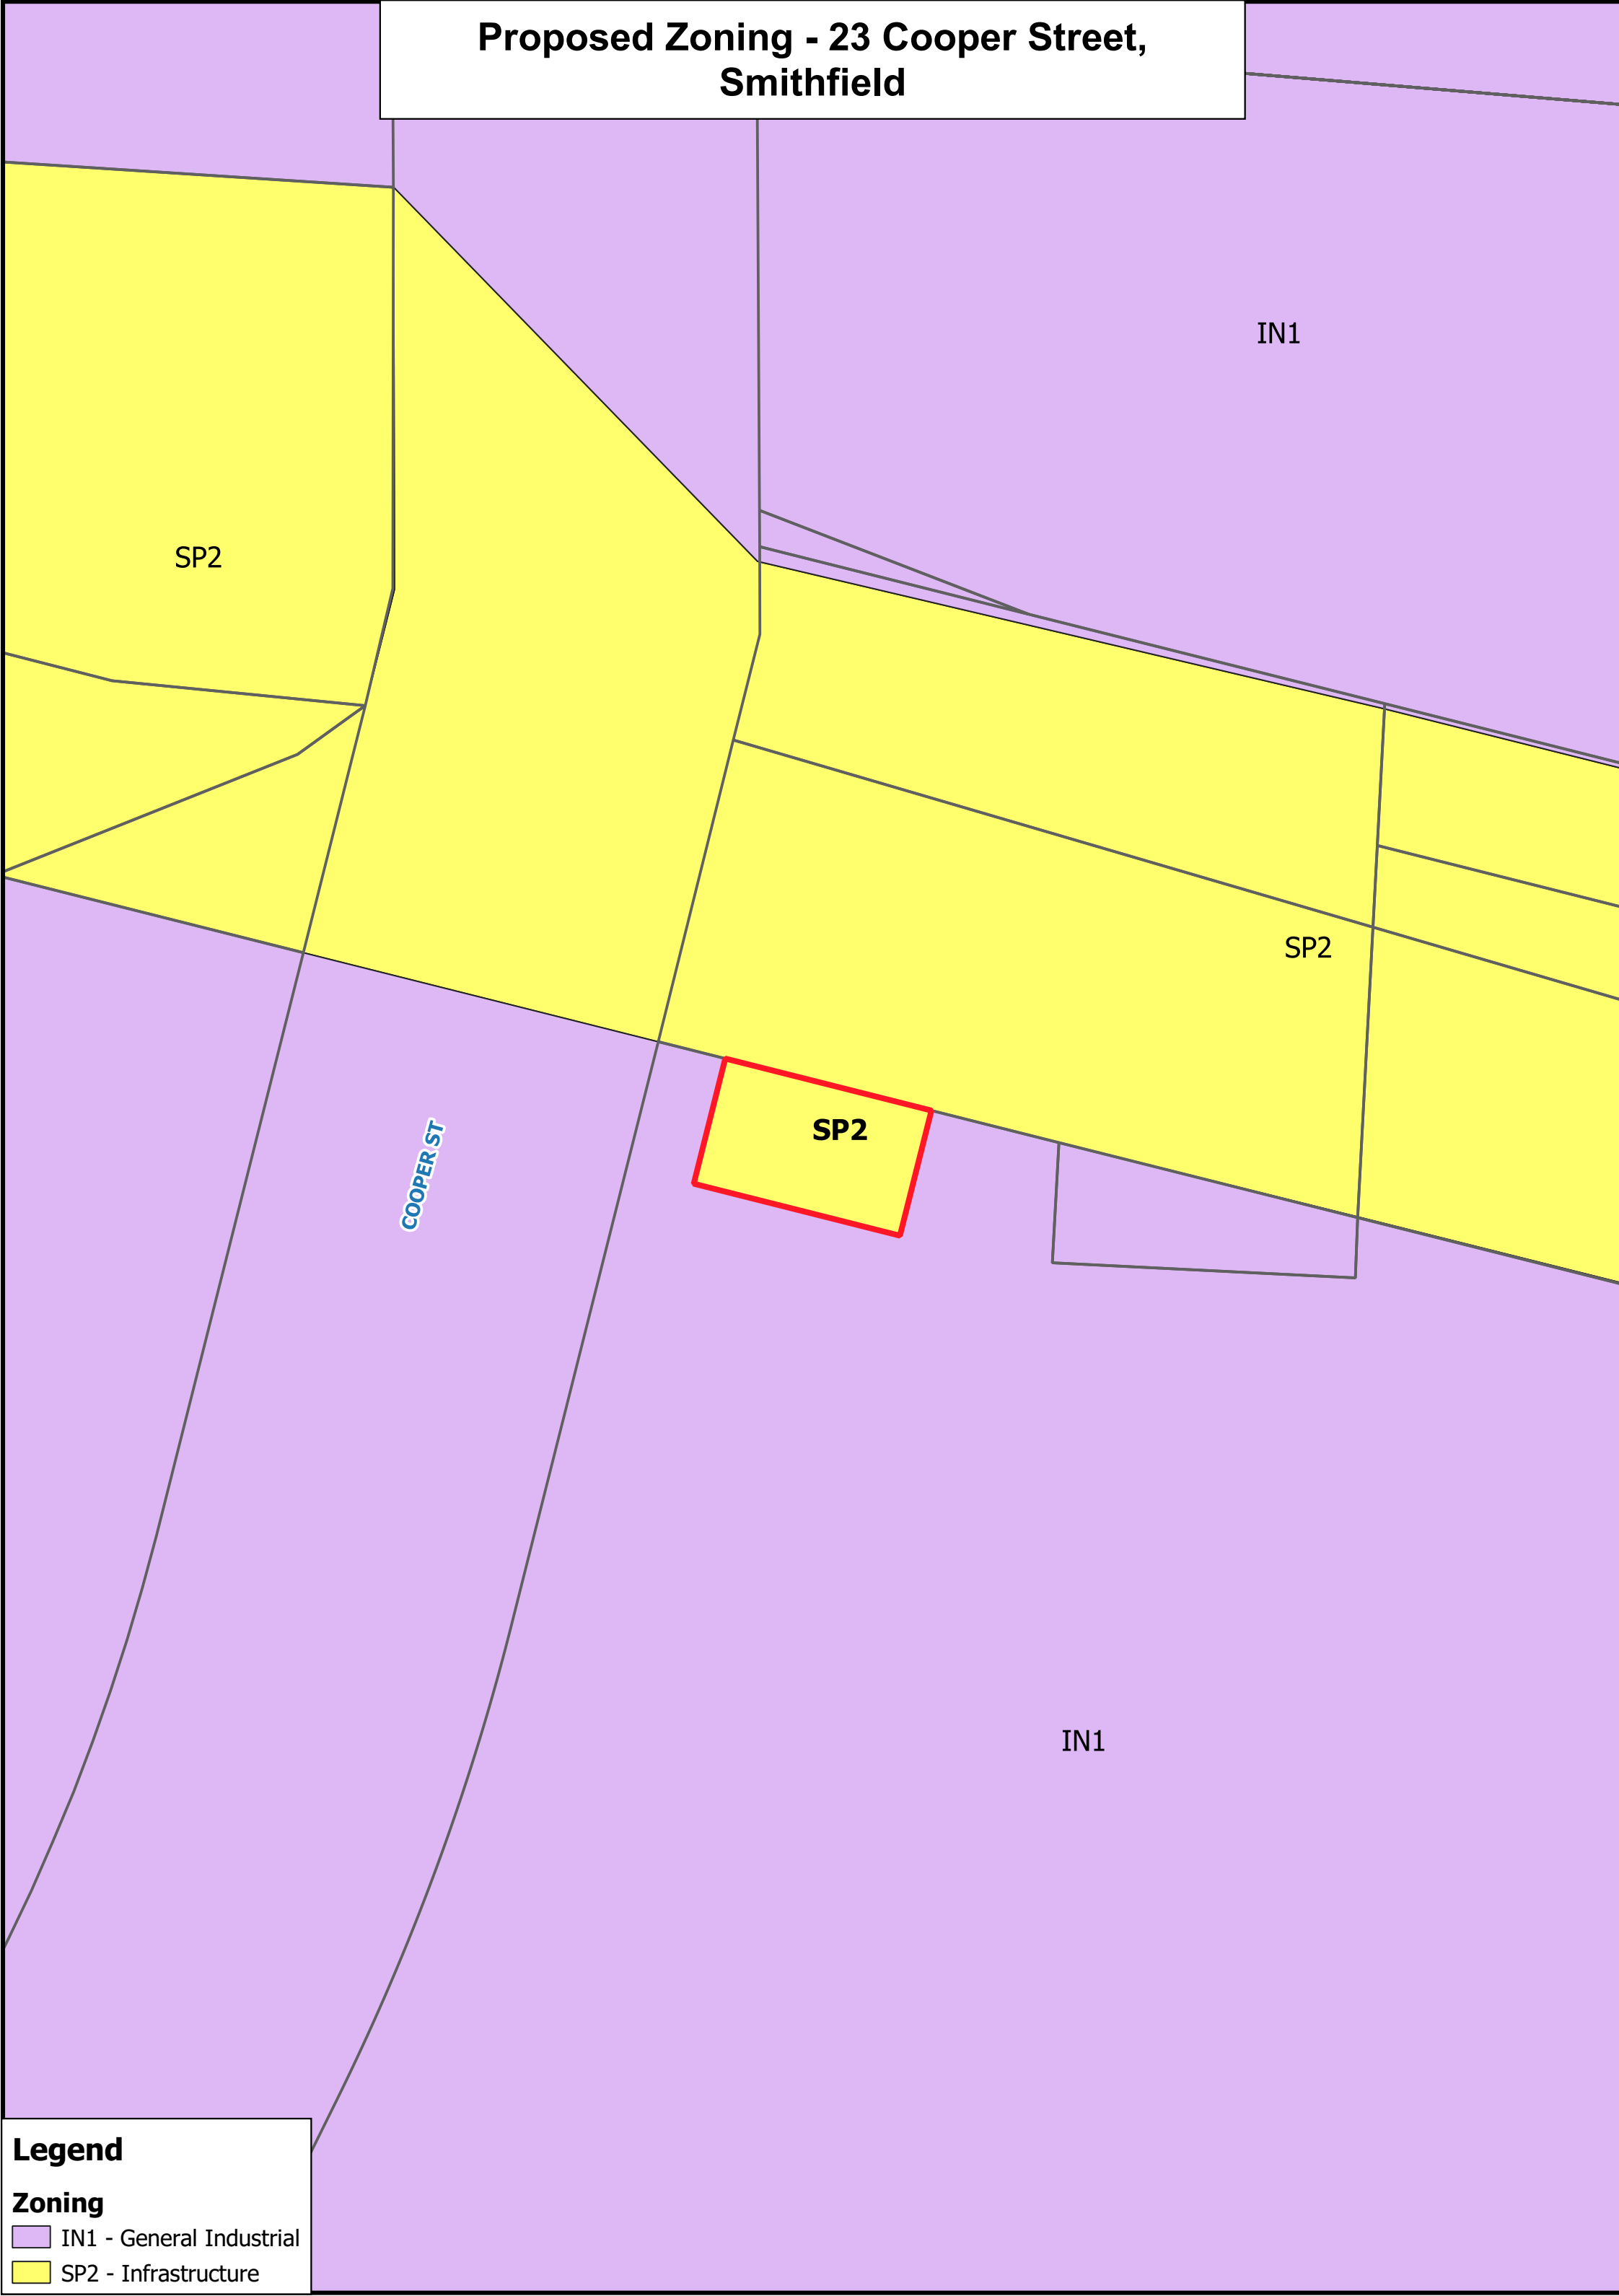 Proposed Zoning - 23 Cooper Street,
Smithfield
IN1
SP2
SP2
SP2
COOPER ST
IN1
Legend
Zoning
IN1 - General Industrial
SP2 - Infrastructure